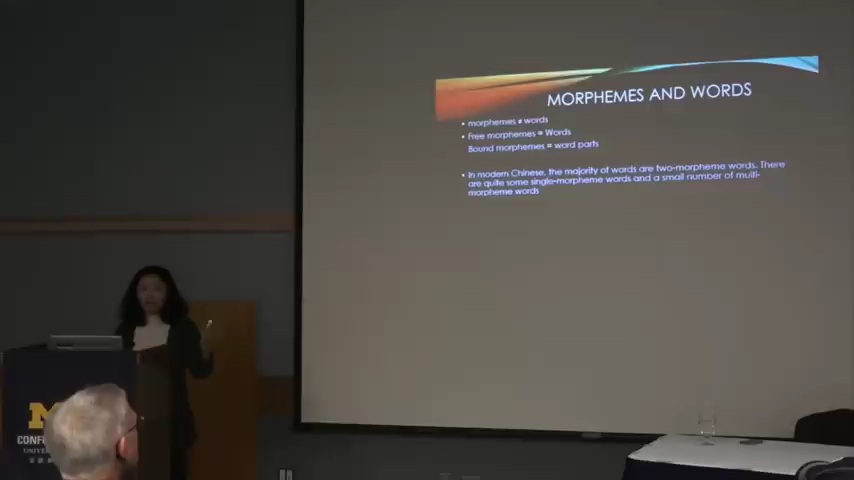 MORPHEMES AND WORDS
• morphemes ≠ words
• Free morphemes = Words
Bound morphemes = word parts
• In modern Chinese, the majority of words are two-morpheme words. There
are quite some single-morpheme words and a small number of multi-
morpheme words
M